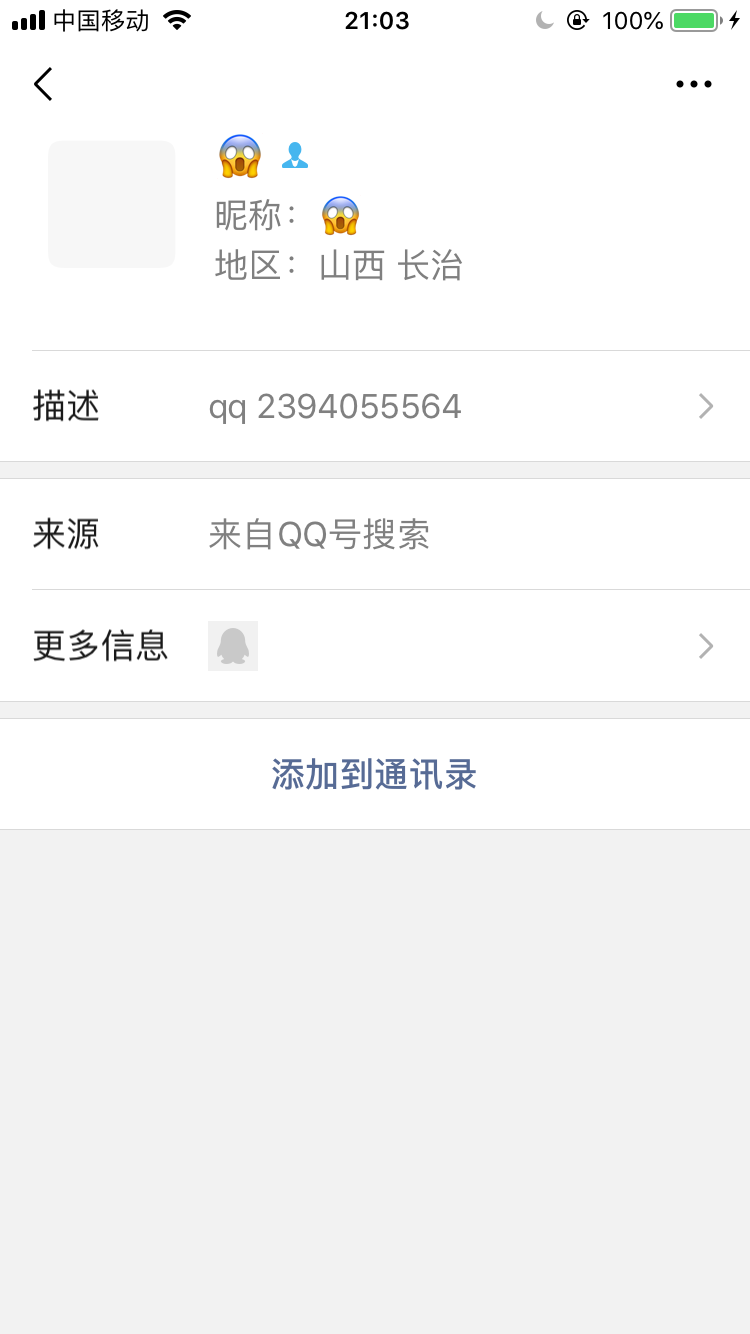 中国移动 21:03 100%
😱
昵称： 😱
地区： 山西 长治
描述 qq 2394055564
来源 来自QQ号搜索
更多信息
添加到通讯录